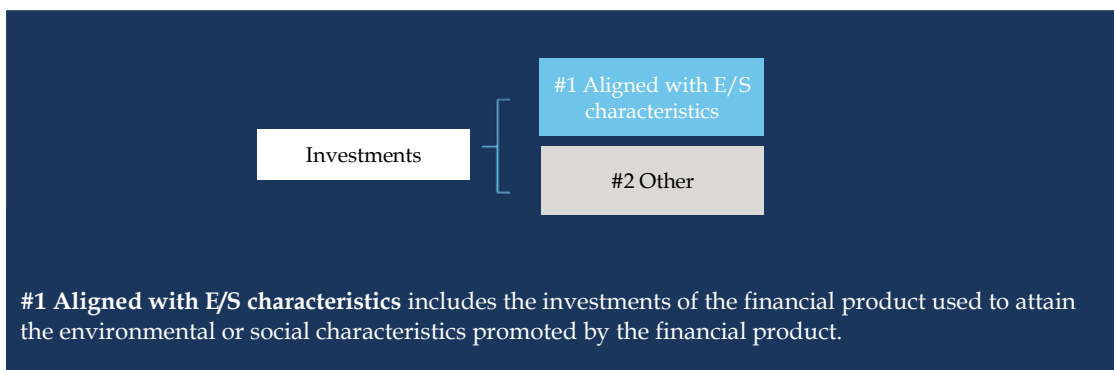 #1 Aligned with E/S
characteristics
Investments
#2 Other
#1 Aligned with E/S characteristics includes the investments of the financial product used to attain
the environmental or social characteristics promoted by the financial product.